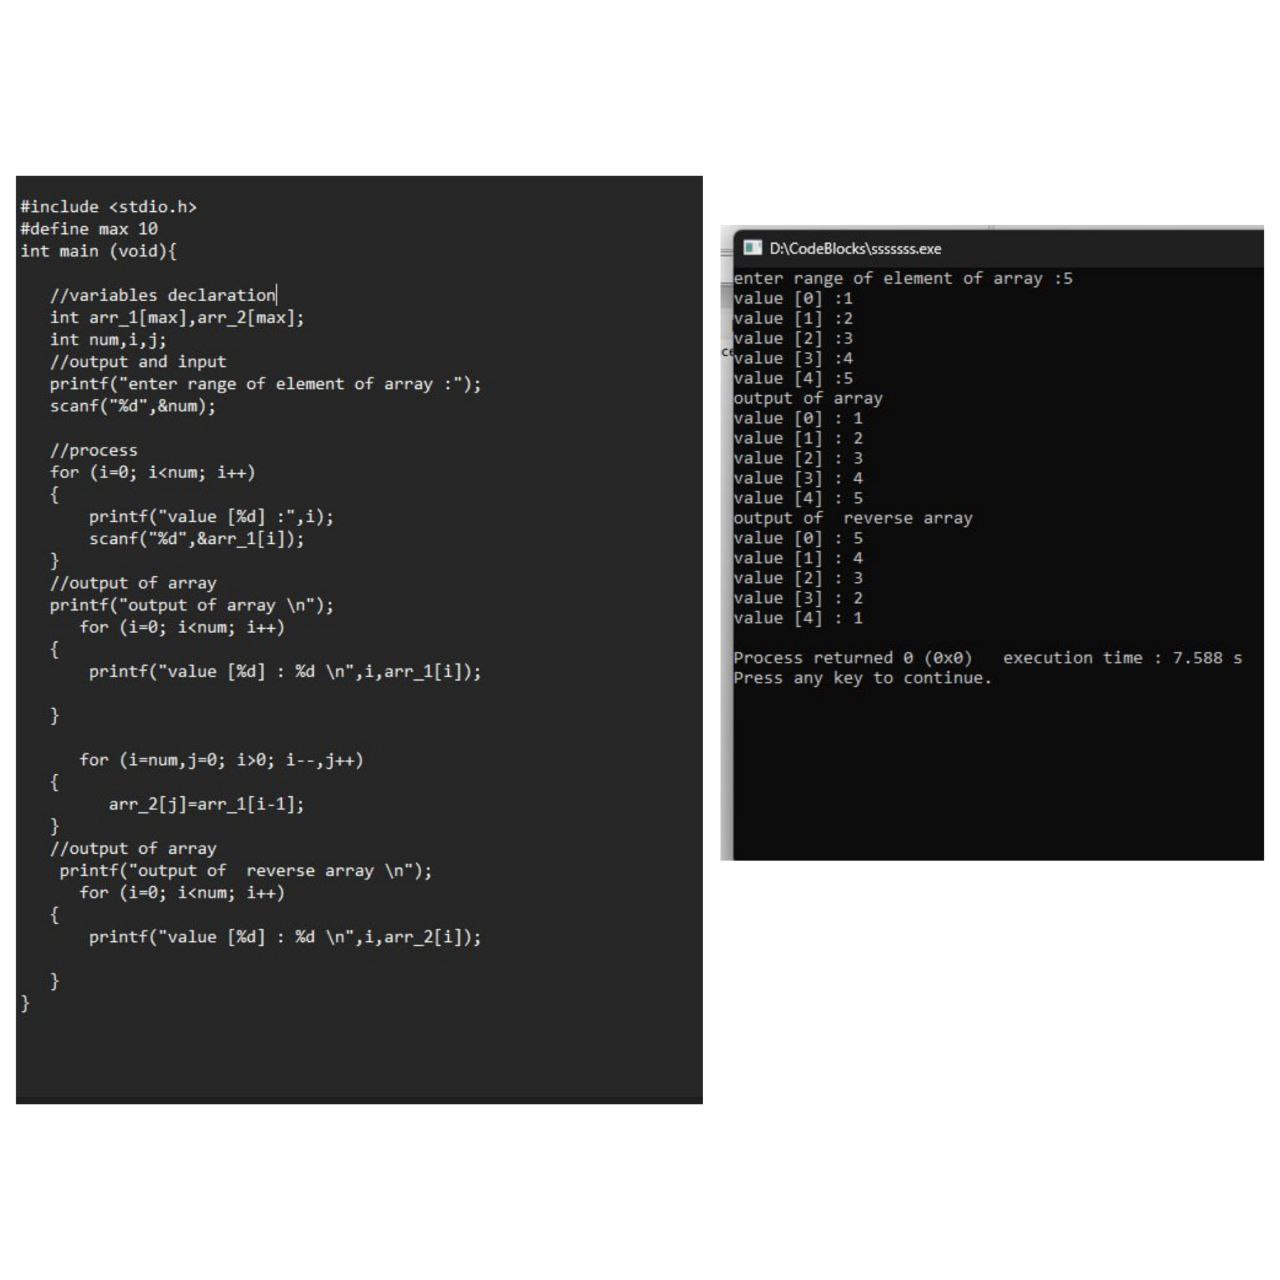 #include <stdio.h>
#define max 10
int main (void){
//variables declaration
int arr_1[max],arr_2[max];
int num,i,j;
//output and input
printf("enter range of element of array :");
scanf("%d",&num);
//process
for (i=0; i<num; i++)
{
printf("value [%d] :",i);
scanf("%d",&arr_1[i]);
}
//output of array
printf("output of array \n");
for (i=0; i<num; i++)
{
printf("value [%d] : %d \n",i,arr_1[i]);
}
for (i=num,j=0; i>0; i--,j++)
{
arr_2[j]=arr_1[i-1];
}
//output of array
printf("output of  reverse array \n");
for (i=0; i<num; i++)
{
printf("value [%d] : %d \n",i,arr_2[i]);
}
}
D:\CodeBlocks\sssssss.exe
enter range of element of array :5
value [0] :1
value [1] :2
value [2] :3
value [3] :4
value [4] :5
output of array
value [0] : 1
value [1] : 2
value [2] : 3
value [3] : 4
value [4] : 5
output of  reverse array
value [0] : 5
value [1] : 4
value [2] : 3
value [3] : 2
value [4] : 1
Process returned 0 (0x0)   execution time : 7.588 s
Press any key to continue.